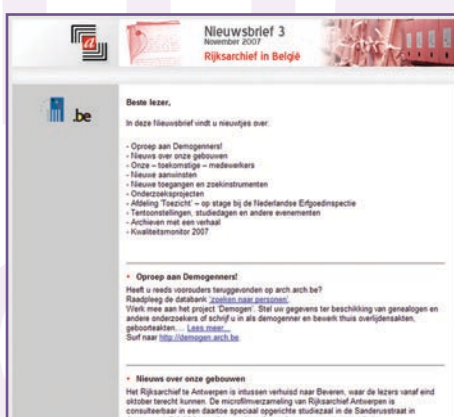 a
Nieuwsbrief 3
November 2007
Rijksarchief in België
.be
Beste lezer,
In deze Nieuwsbrief vindt u nieuwtjes over:
- Oproep aan Demogenners!
- Nieuws over onze gebouwen
- Onze – toekomstige – medewerkers
- Nieuwe aanwinsten
- Nieuwe toegangen en zoekinstrumenten
- Onderzoeksprojecten
- Afdeling 'Toezicht' – op stage bij de Nederlandse Erfgoedinspectie
- Tentoonstellingen, studiedagen en andere evenementen
- Archieven met een verhaal
- Kwaliteitsmonitor 2007
• Oproep aan Demogenners!
Heeft u reeds voorouders teruggevonden op arch.arch.be?
Raadpleeg de databank 'zoeken naar personen'.
Werk mee aan het project 'Demogen'. Stel uw gegevens ter beschikking van genealogen en
andere onderzoekers of schrijf u in als demogenner en bewerk thuis overlijdensakten,
geboorteakten,... Lees meer...
Surf naar http://demogen.arch.be
• Nieuws over onze gebouwen
Het Rijksarchief te Antwerpen is intussen verhuisd naar Beveren, waar de lezers vanaf eind
oktober terecht kunnen. De microfilmverzameling van Rijksarchief Antwerpen is
consulteerbaar in een daartoe speciaal opgerichte studiezaal in de Sanderusstraat in